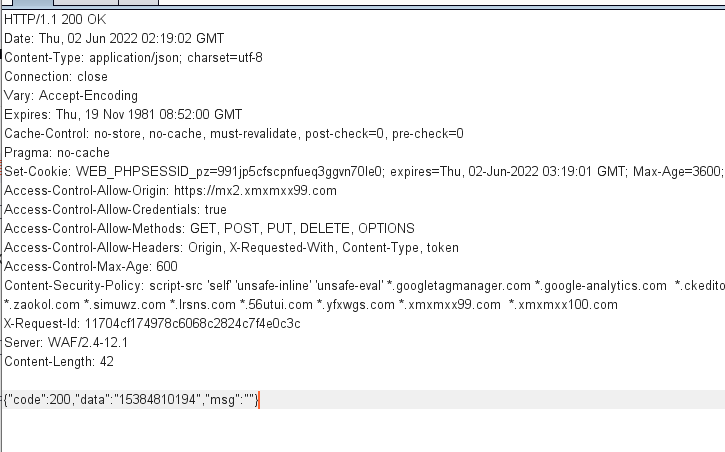 HTTP/1.1 200 OK
Date: Thu, 02 Jun 2022 02:19:02 GMT
Content-Type: application/json; charset=utf-8
Connection: close
Vary: Accept-Encoding
Expires: Thu, 19 Nov 1981 08:52:00 GMT
Cache-Control: no-store, no-cache, must-revalidate, post-check=0, pre-check=0
Pragma: no-cache
Set-Cookie: WEB_PHPSESSID_pz=991jp5cfscpnfueq3ggvn70le0; expires=Thu, 02-Jun-2022 03:19:01 GMT; Max-Age=3600;
Access-Control-Allow-Origin: https://mx2.xmxmxx99.com
Access-Control-Allow-Credentials: true
Access-Control-Allow-Methods: GET, POST, PUT, DELETE, OPTIONS
Access-Control-Allow-Headers: Origin, X-Requested-With, Content-Type, token
Access-Control-Max-Age: 600
Content-Security-Policy: script-src 'self' 'unsafe-inline' 'unsafe-eval' *.googletagmanager.com *.google-analytics.com *.ckedito
*.zaokol.com *.simuwz.com *.lrsns.com *.56utui.com *.yfxwgs.com *.xmxmxx99.com *.xmxmxx100.com
X-Request-Id: 11704cf174978c6068c2824c7f4e0c3c
Server: WAF/2.4-12.1
Content-Length: 42
{"code":200,"data":"15384810194","msg":""}